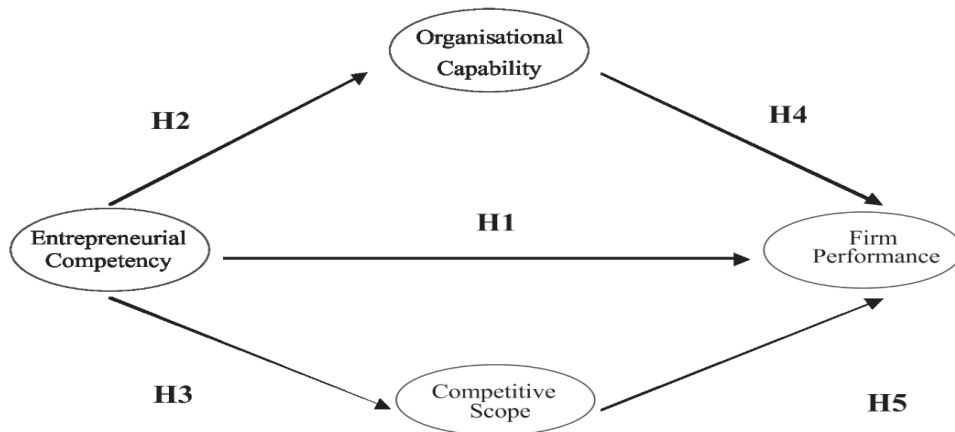 Organisational
Capability
H2
H4
H1
Entrepreneurial
Competency
Firm
Performance
H3
Competitive
Scope
H5